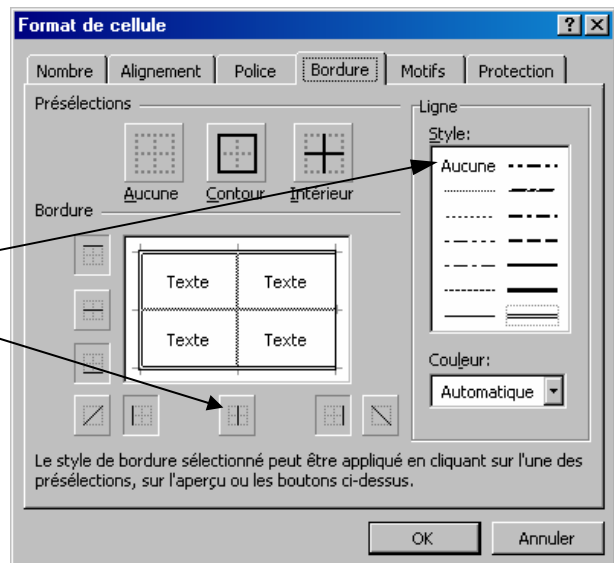 Format de cellule
Nombre Alignement Police Bordure Motifs Protection
Présélections
Aucune Contour Intérieur
Bordure
Texte Texte
Texte Texte
Ligne
Style:
Aucune
Couleur:
Automatique
Le style de bordure sélectionné peut être appliqué en cliquant sur l'une des
présélections, sur l'aperçu ou les boutons ci-dessus.
OK Annuler